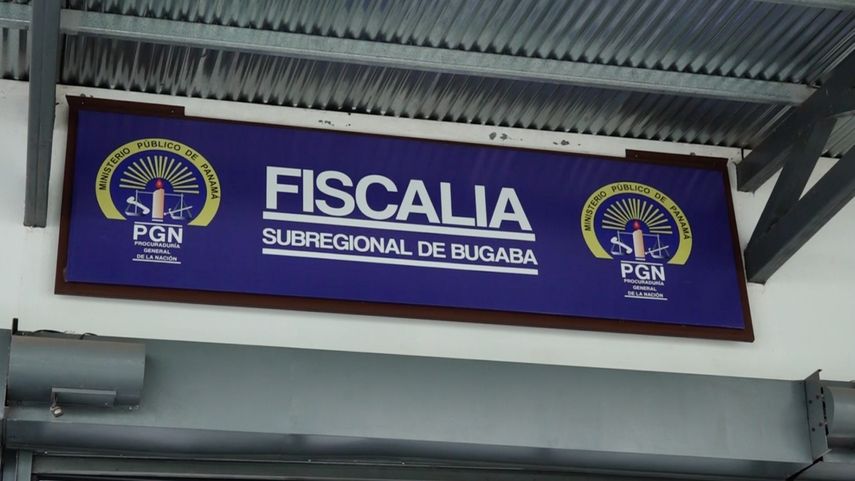 MINISTERIO PÚBLICO DE PANAMÁ
PGN
PROCURADURÍA
GENERAL
DE LA NACIÓN
FISCALIA
SUBREGIONAL DE BUGABA
MINISTERIO PÚBLICO DE PANAMÁ
PGN
PROCURADURÍA
GENERAL
DE LA NACIÓN